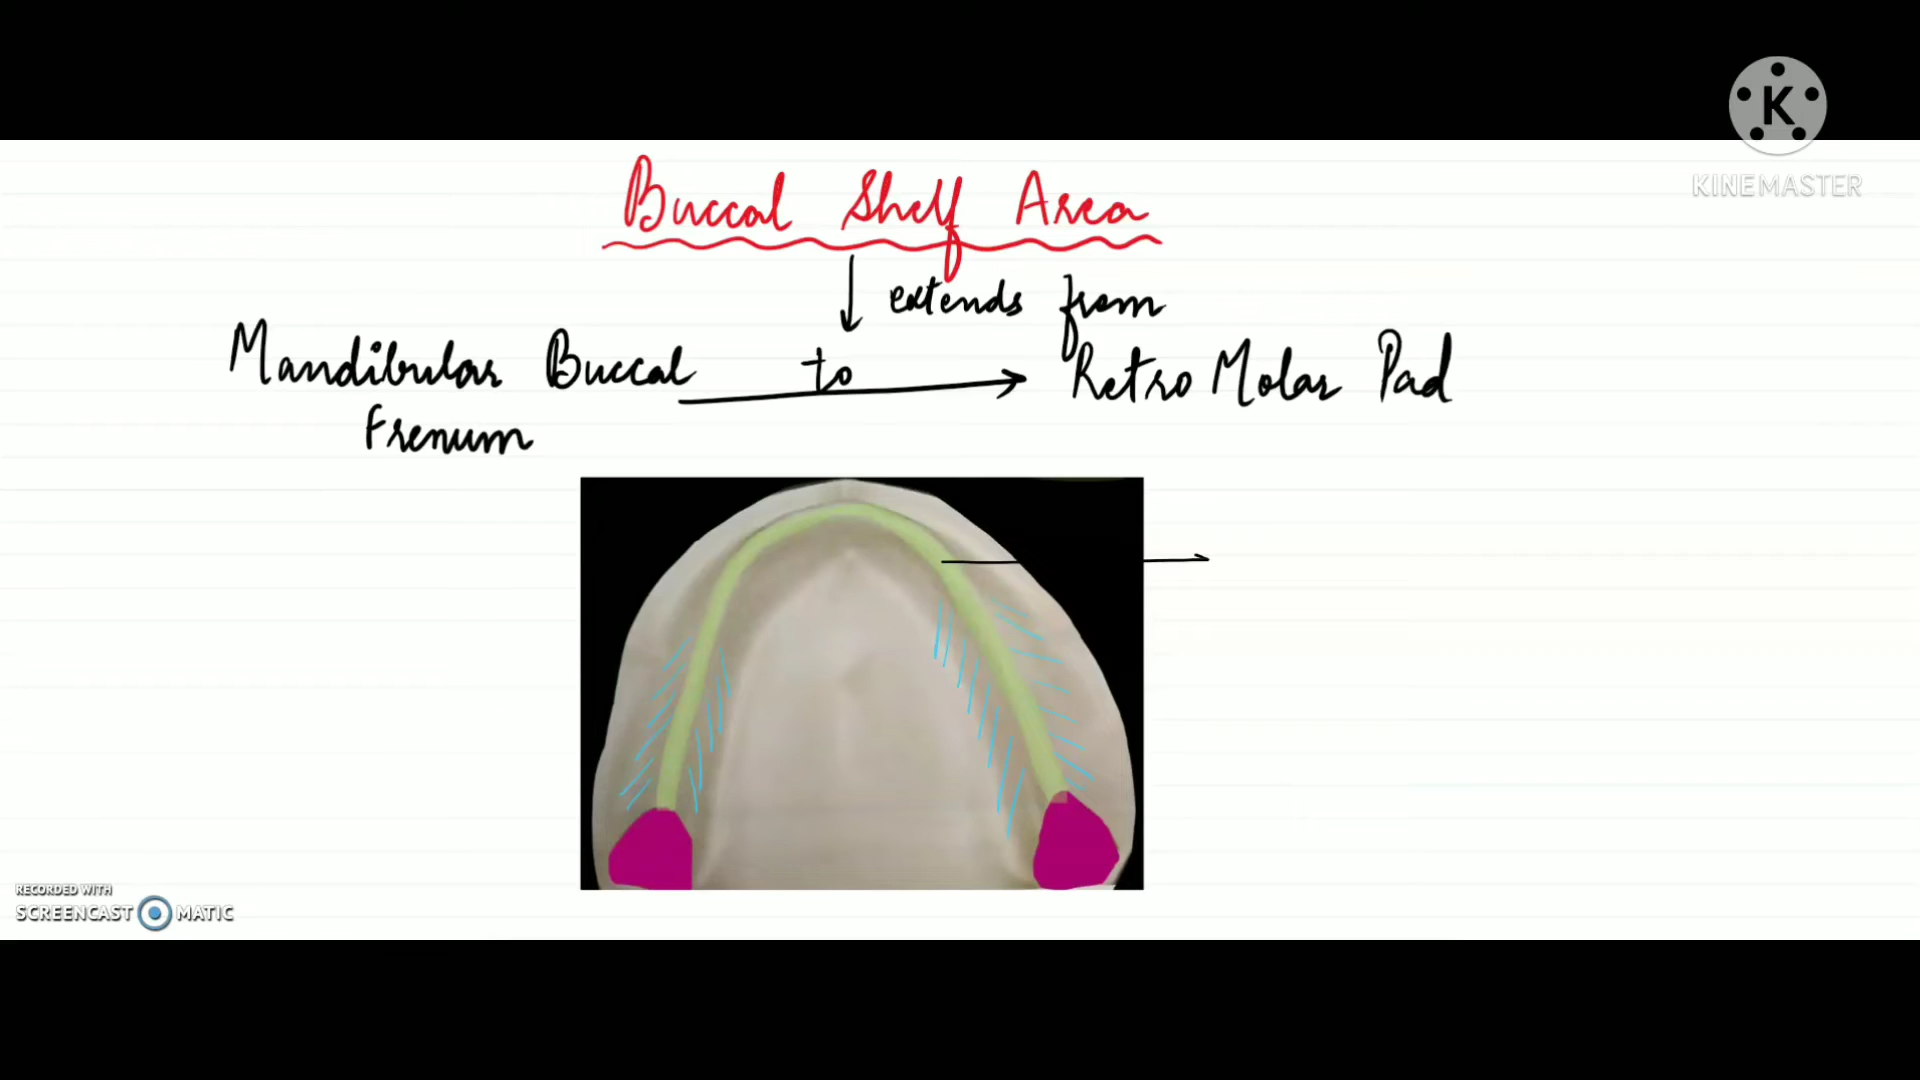 K
KINEMASTER
Buccal Shelf Area
extends from
Mandibular Buccal to Retro Molar Pad
Frenum
RECORDED WITH
SCREENCAST MATIC